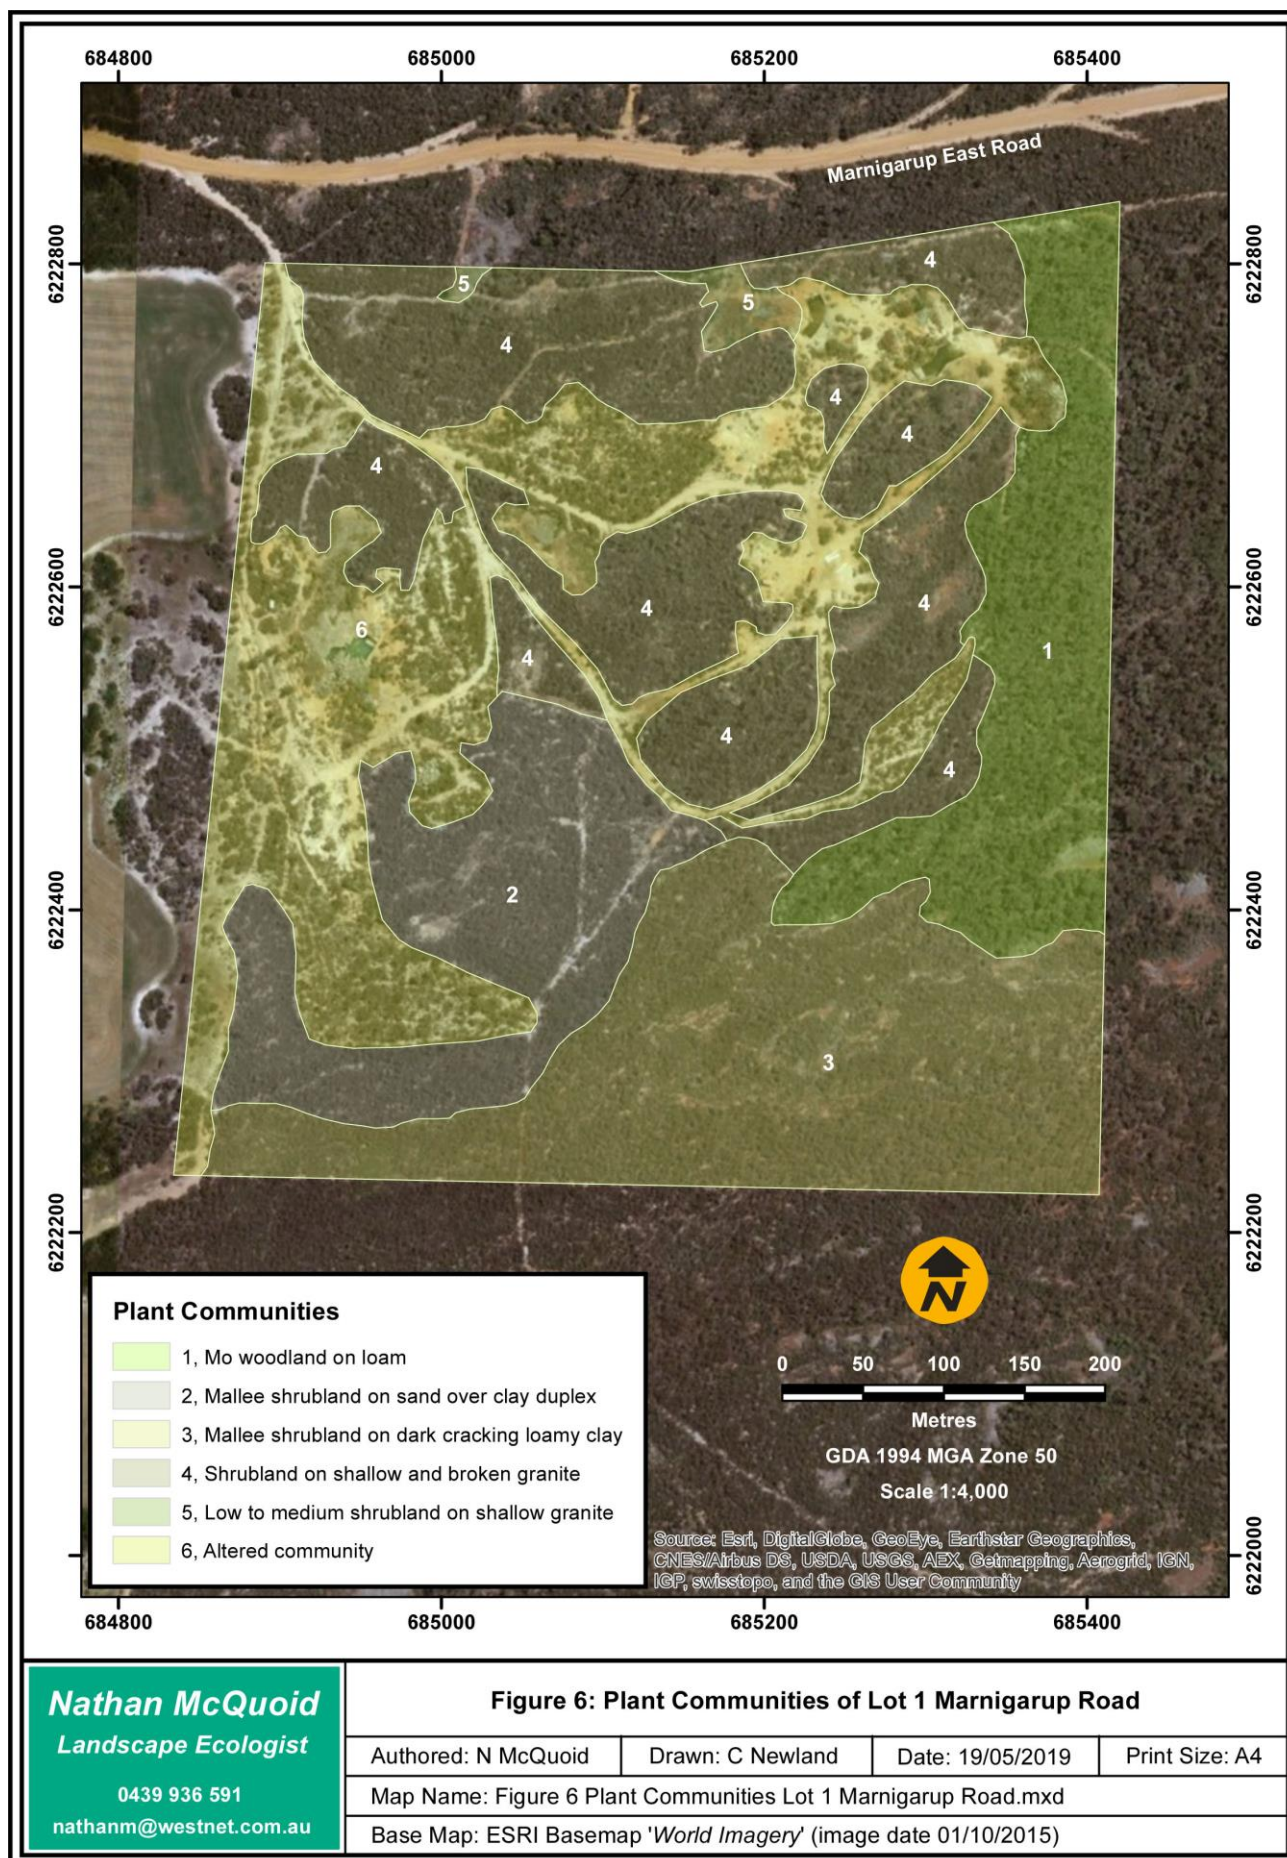 684800
685000
685200
685400
Marnigarup East Road
6222800
6222800
4
5
5
4
4
4
4
6222600
6222600
4
4
6
4
1
4
4
2
6222400
6222400
3
6222200
6222200
Plant Communities
1, Mo woodland on loam
2, Mallee shrubland on sand over clay duplex
3, Mallee shrubland on dark cracking loamy clay
4, Shrubland on shallow and broken granite
5, Low to medium shrubland on shallow granite
6, Altered community
N
0 50 100 150 200
Metres
GDA 1994 MGA Zone 50
Scale 1:4,000
Source: Esri, DigitalGlobe, GeoEye, Earthstar Geographics,
CNES/Airbus DS, USDA, USGS, AEX, Getmapping, Aerogrid, IGN,
IGP, swisstopo, and the GIS User Community
6222000
684800
685000
685200
685400
Nathan McQuoid
Landscape Ecologist
0439 936 591
nathanm@westnet.com.au
Figure 6: Plant Communities of Lot 1 Marnigarup Road
Authored: N McQuoid
Drawn: C Newland
Date: 19/05/2019
Print Size: A4
Map Name: Figure 6 Plant Communities Lot 1 Marnigarup Road.mxd
Base Map: ESRI Basemap 'World Imagery' (image date 01/10/2015)